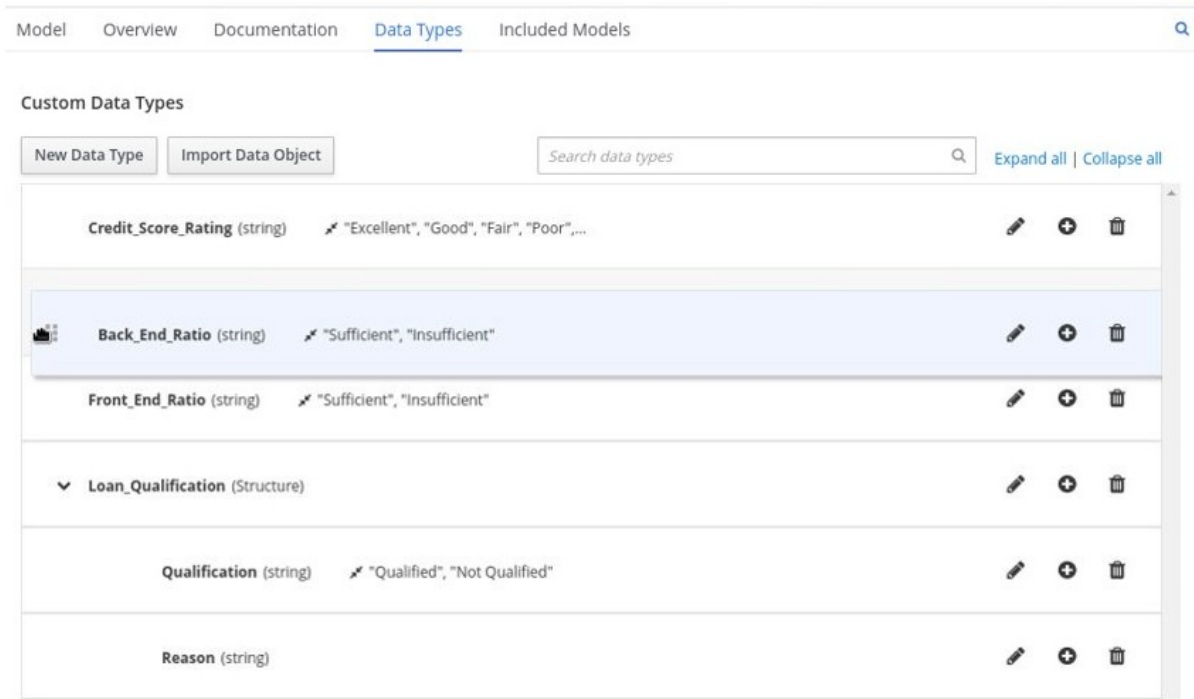 Model Overview Documentation Data Types Included Models
Custom Data Types
New Data Type Import Data Object Search data types Expand all | Collapse all
Credit_Score_Rating (string) "Excellent", "Good", "Fair", "Poor",...
Back_End_Ratio (string) "Sufficient", "Insufficient"
Front_End_Ratio (string) "Sufficient", "Insufficient"
Loan_Qualification (Structure)
Qualification (string) "Qualified", "Not Qualified"
Reason (string)